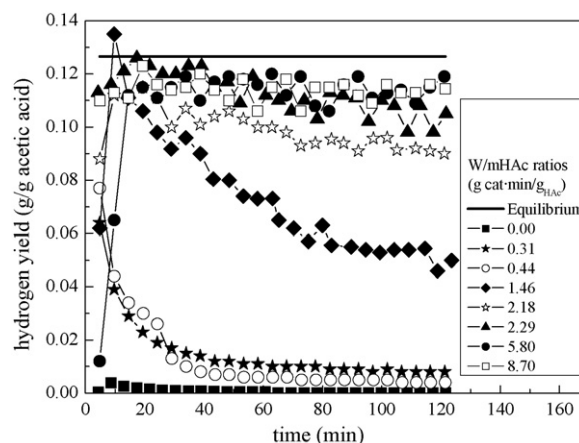 hydrogen yield (g/g acetic acid)
0.14
0.12
0.10
0.08
0.06
0.04
0.02
0.00
0 20 40 60 80 100 120 140 160
time (min)
W/mHAc ratios
(g cat·min/gHAc)
Equilibrium
0.00
0.31
0.44
1.46
2.18
2.29
5.80
8.70